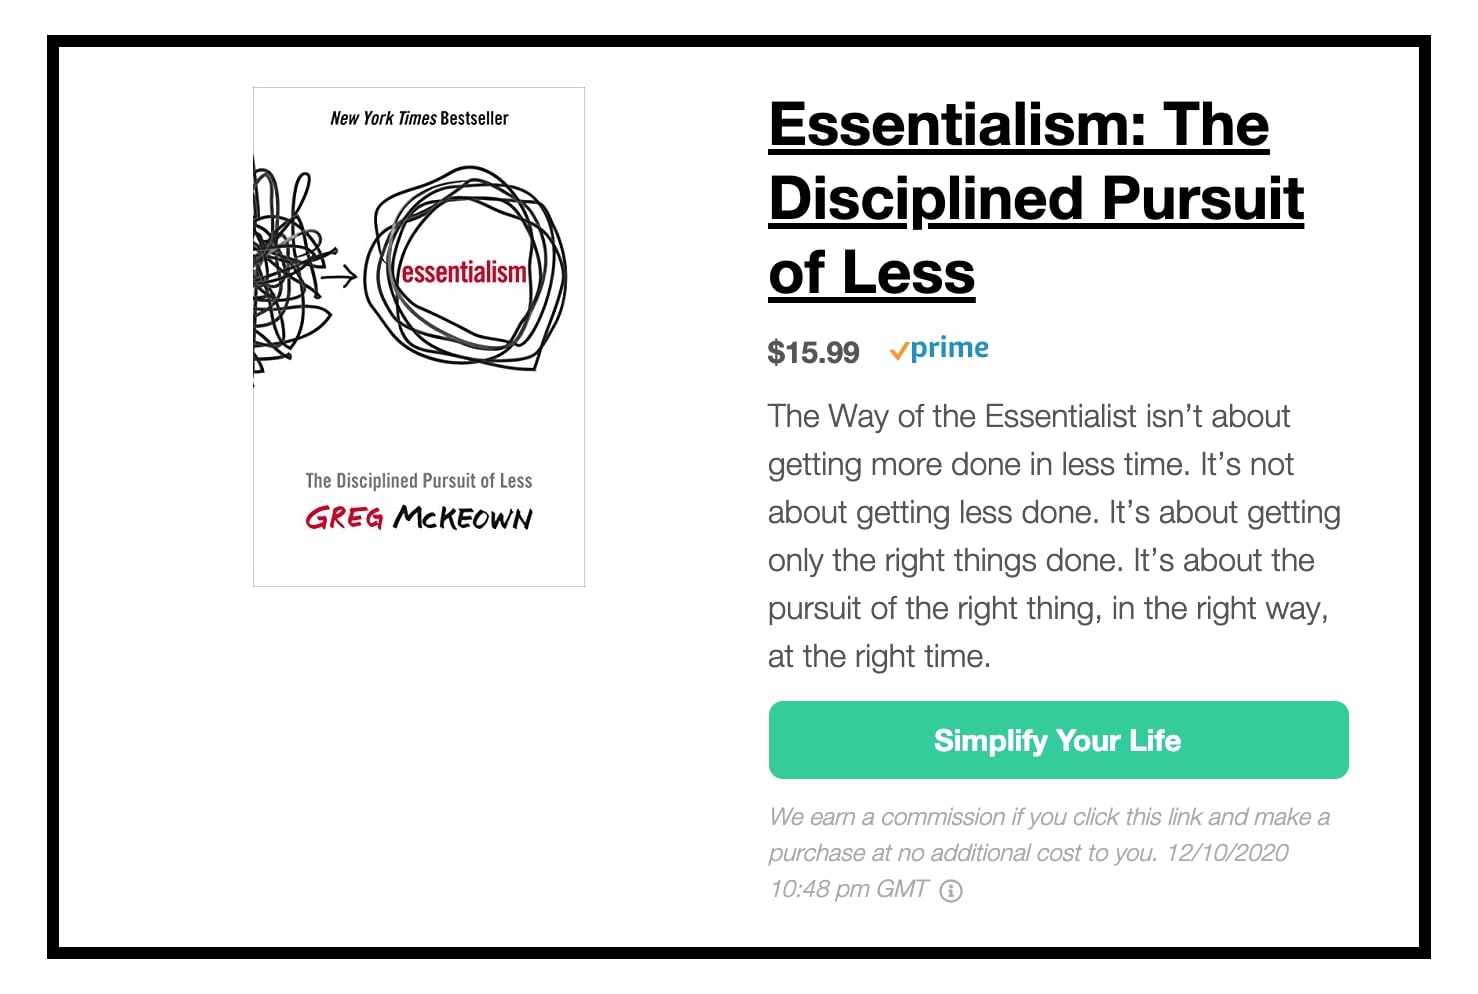 New York Times Bestseller
essentialism
The Disciplined Pursuit of Less
GREG McKEOWN
Essentialism: The
Disciplined Pursuit
of Less
$15.99 prime
The Way of the Essentialist isn’t about
getting more done in less time. It’s not
about getting less done. It’s about getting
only the right things done. It’s about the
pursuit of the right thing, in the right way,
at the right time.
Simplify Your Life
We earn a commission if you click this link and make a
purchase at no additional cost to you. 12/10/2020
10:48 pm GMT